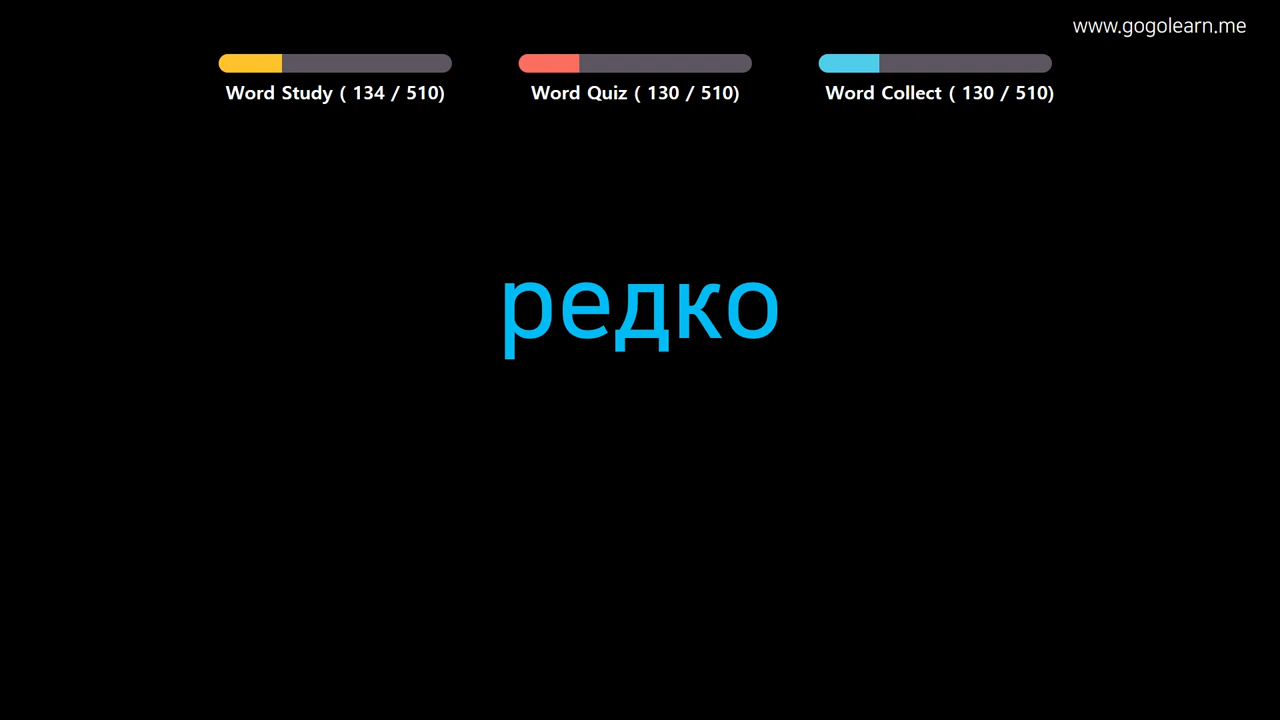 www.gogolearn.me
Word Study ( 134 / 510)
Word Quiz ( 130 / 510)
Word Collect ( 130 / 510)
редко